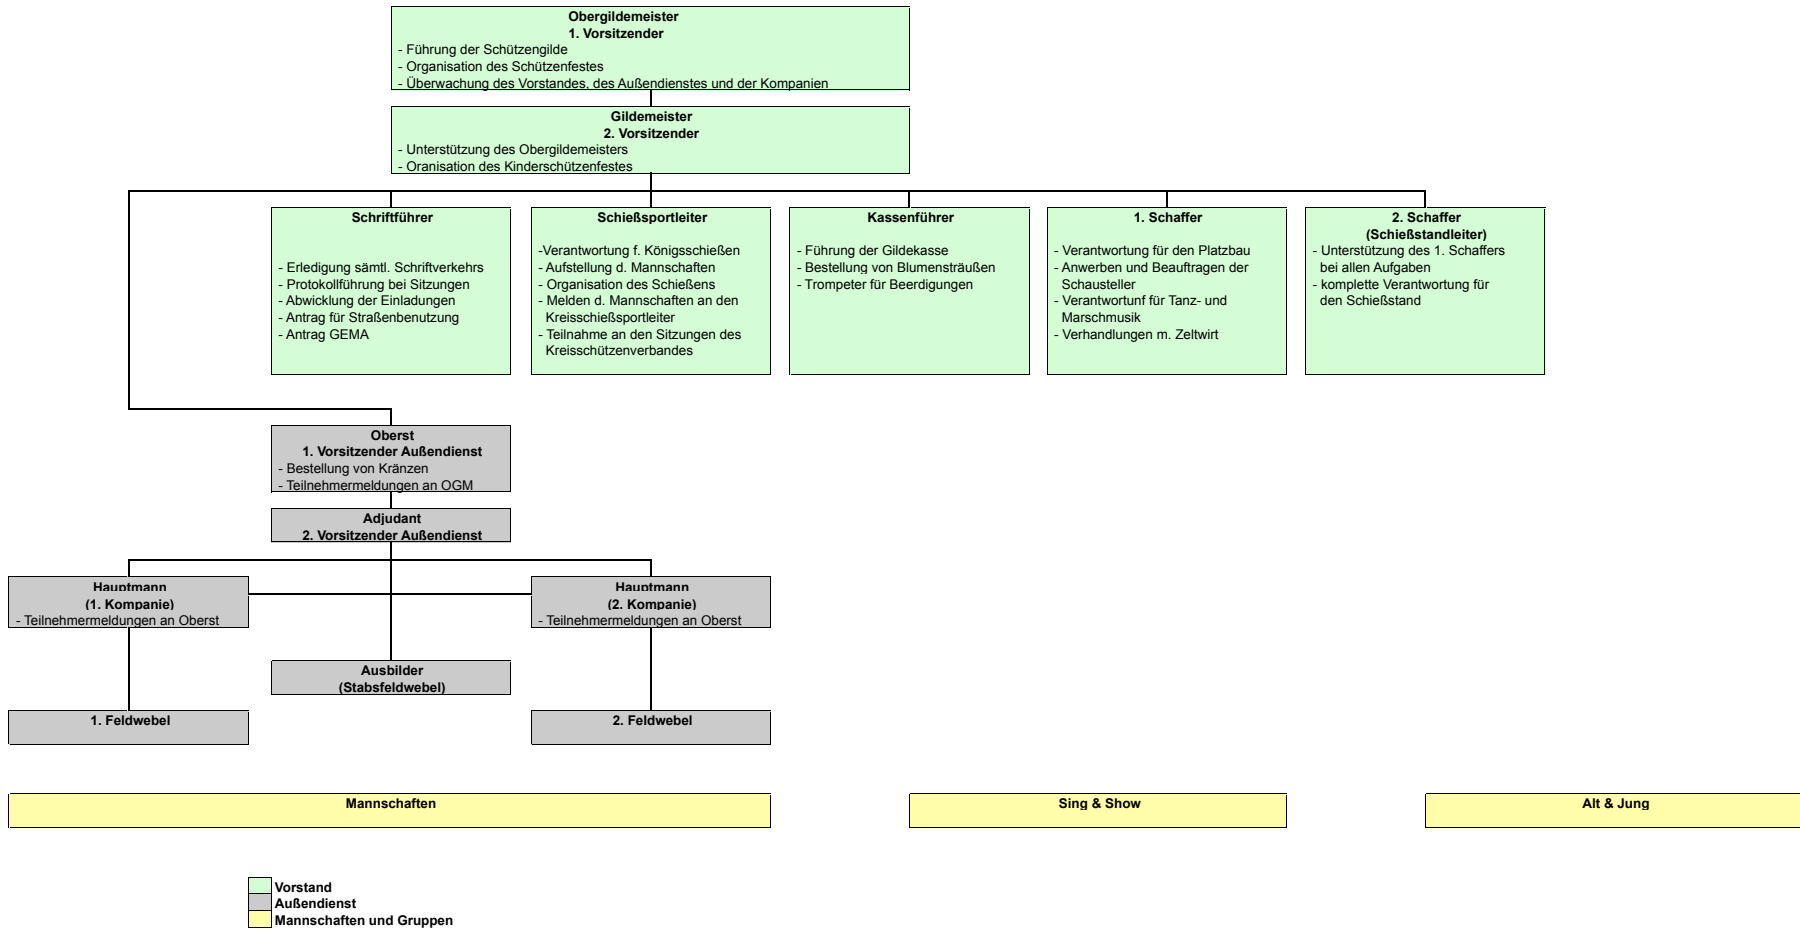 Obergildemeister
1. Vorsitzender
- Führung der Schützengilde
- Organisation des Schützenfestes
- Überwachung des Vorstandes, des Außendienstes und der Kompanien
Gildemeister
2. Vorsitzender
- Unterstützung des Obergildemeisters
- Oranisation des Kinderschützenfestes
Schriftführer
- Erledigung sämtl. Schriftverkehrs
- Protokollführung bei Sitzungen
- Abwicklung der Einladungen
- Antrag für Straßenbenutzung
- Antrag GEMA
Schießsportleiter
-Verantwortung f. Königsschießen
- Aufstellung d. Mannschaften
- Organisation des Schießens
- Melden d. Mannschaften an den
Kreisschießsportleiter
- Teilnahme an den Sitzungen des
Kreisschützenverbandes
Kassenführer
- Führung der Gildekasse
- Bestellung von Blumensträußen
- Trompeter für Beerdigungen
1. Schaffer
- Verantwortung für den Platzbau
- Anwerben und Beauftragen der
Schausteller
- Verantwortunf für Tanz- und
Marschmusik
- Verhandlungen m. Zeltwirt
2. Schaffer
(Schießstandleiter)
- Unterstützung des 1. Schaffers
bei allen Aufgaben
- komplette Verantwortung für
den Schießstand
Oberst
1. Vorsitzender Außendienst
- Bestellung von Kränzen
- Teilnehmermeldungen an OGM
Adjudant
2. Vorsitzender Außendienst
Hauptmann
(1. Kompanie)
- Teilnehmermeldungen an Oberst
Hauptmann
(2. Kompanie)
- Teilnehmermeldungen an Oberst
Ausbilder
(Stabsfeldwebel)
1. Feldwebel
2. Feldwebel
Mannschaften
Sing & Show
Alt & Jung
Vorstand
Außendienst
Mannschaften und Gruppen